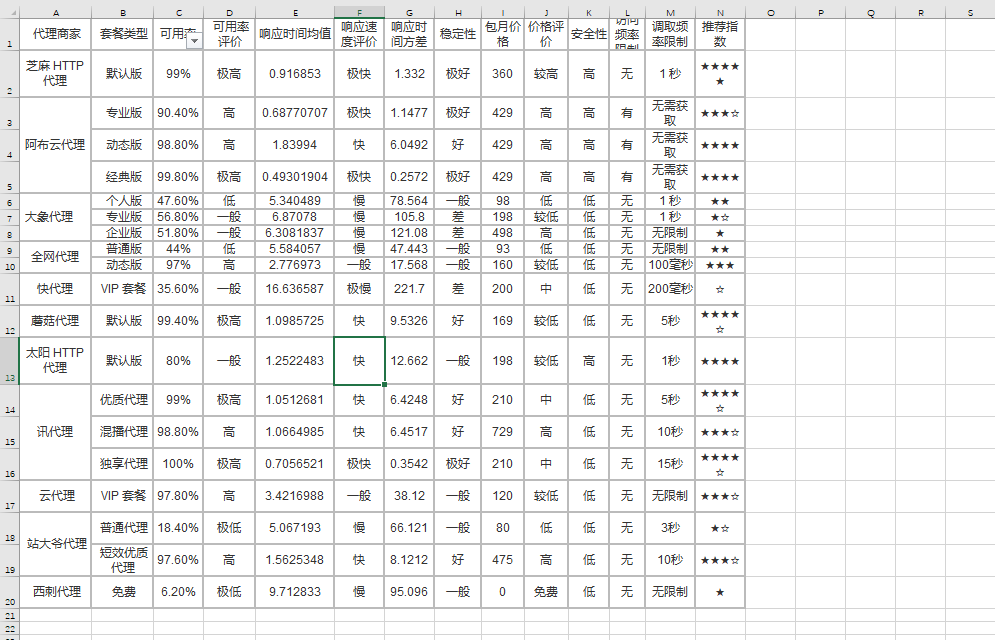 A B C D E F G H I J K L M N O P Q R S
1 代理商家 套餐类型 可用率 可用率评价 响应时间均值 响应速度评价 响应时间方差 稳定性 包月价格 价格评价 安全性 访问频率限制 调取频率限制 推荐指数
2 芝麻 HTTP 代理 默认版 99% 极高 0.916853 极快 1.332 极好 360 较高 高 无 1 秒 ★★★★★
3 阿布云代理 专业版 90.40% 高 0.68770707 极快 1.1477 极好 429 高 高 有 无需获取 ★★★☆
4 动态版 98.80% 高 1.83994 快 6.0492 好 429 高 高 有 无需获取 ★★★★
5 经典版 99.80% 极高 0.49301904 极快 0.2572 极好 429 高 高 有 无需获取 ★★★★
6 大象代理 个人版 47.60% 低 5.340489 慢 78.564 一般 98 低 低 无 1 秒 ★★
7 专业版 56.80% 一般 6.87078 慢 105.8 差 198 较低 低 无 1 秒 ★☆
8 企业版 51.80% 一般 6.3081837 慢 121.08 差 498 高 低 无 无限制 ★
9 全网代理 普通版 44% 低 5.584057 慢 47.443 一般 93 低 低 无 无限制 ★★
10 动态版 97% 高 2.776973 一般 17.568 一般 160 较低 低 无 100毫秒 ★★★
11 快代理 VIP 套餐 35.60% 一般 16.636587 极慢 221.7 差 200 中 低 无 200毫秒 ☆
12 蘑菇代理 默认版 99.40% 极高 1.0985725 快 9.5326 好 169 较低 低 无 5秒 ★★★★☆
13 太阳 HTTP 代理 默认版 80% 一般 1.2522483 快 12.662 一般 198 较低 高 无 1秒 ★★★★
14 讯代理 优质代理 99% 极高 1.0512681 快 6.4248 好 210 中 低 无 5秒 ★★★★☆
15 混播代理 98.80% 高 1.0664985 快 6.4517 好 729 高 低 无 10秒 ★★★☆
16 独享代理 100% 极高 0.7056521 极快 0.3542 极好 210 中 低 无 15秒 ★★★★☆
17 云代理 VIP 套餐 97.80% 高 3.4216988 一般 38.12 一般 120 较低 低 无 无限制 ★★★☆
18 站大爷代理 普通代理 18.40% 极低 5.067193 慢 66.121 一般 80 低 低 无 3秒 ★☆
19 短效优质代理 97.60% 高 1.5625348 快 8.1212 好 475 高 低 无 10秒 ★★★☆
20 西刺代理 免费 6.20% 极低 9.712833 慢 95.096 一般 0 免费 低 无 无限制 ★
21
22